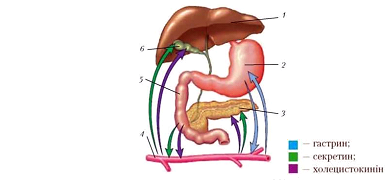 1
6
2
5
3
4
— гастрин;
— секретин;
— холецистокінін